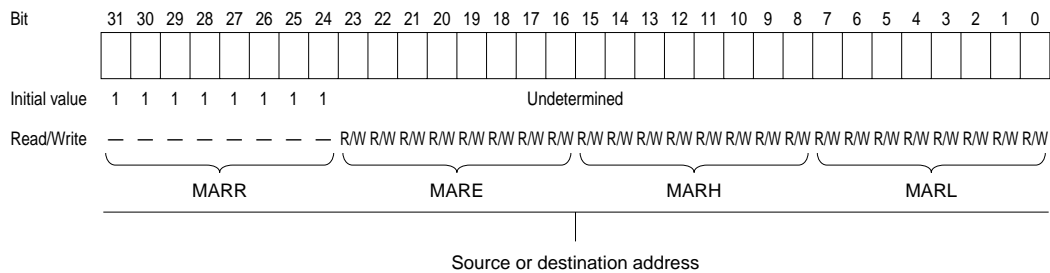 Bit 31 30 29 28 27 26 25 24 23 22 21 20 19 18 17 16 15 14 13 12 11 10 9 8 7 6 5 4 3 2 1 0
Initial value 1 1 1 1 1 1 1 1 Undetermined
Read/Write — — — — — — — — R/W R/W R/W R/W R/W R/W R/W R/W R/W R/W R/W R/W R/W R/W R/W R/W R/W R/W R/W R/W R/W R/W R/W R/W
MARR MARE MARH MARL
Source or destination address